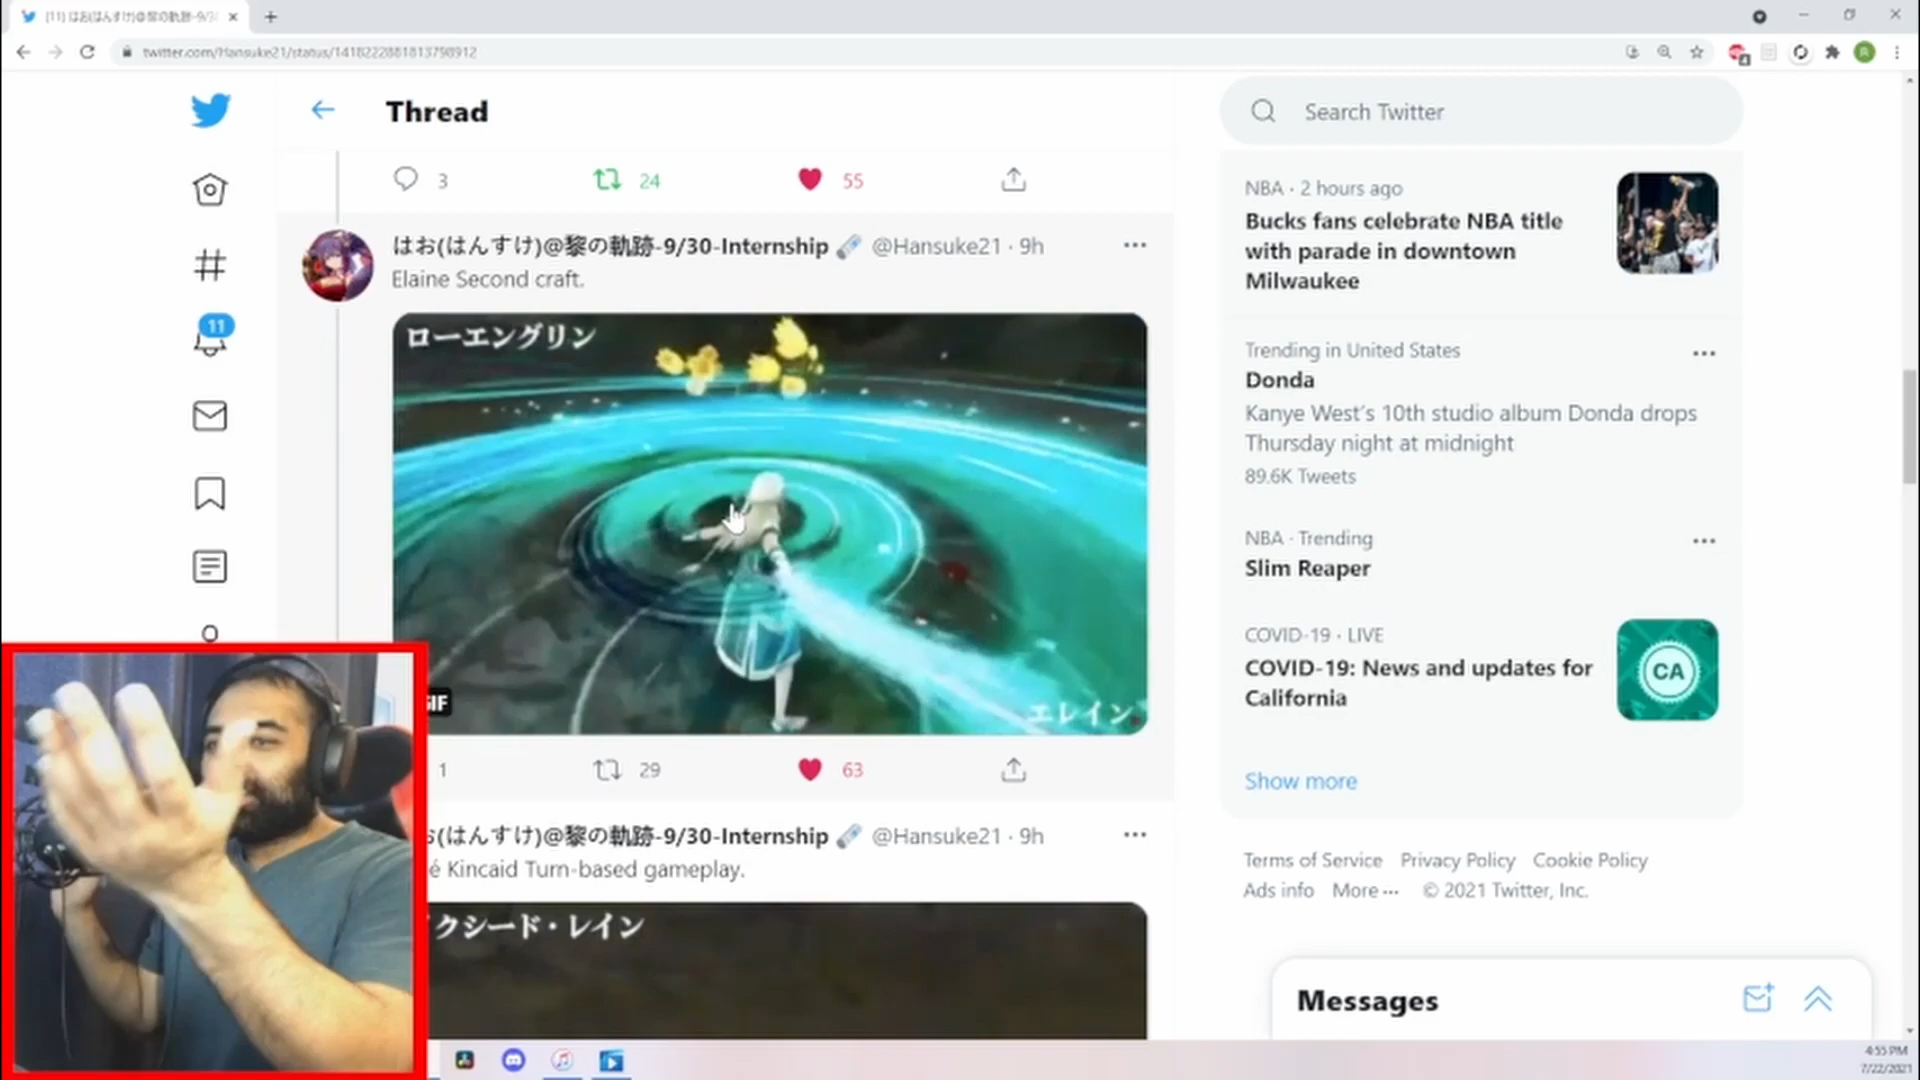 (11) はお(はんすけ)@黎の軌跡-9/3
twitter.com/Hansuke21/status/1418222881813798912
Thread
Search Twitter
3 24 55
はお(はんすけ)@黎の軌跡-9/30-Internship @Hansuke21 · 9h
Elaine Second craft.
ローエングリン
エレイン
GIF
1 29 63
(はんすけ)@黎の軌跡-9/30-Internship @Hansuke21 · 9h
é Kincaid Turn-based gameplay.
クシード・レイン
11
NBA · 2 hours ago
Bucks fans celebrate NBA title
with parade in downtown
Milwaukee
Trending in United States
Donda
Kanye West's 10th studio album Donda drops
Thursday night at midnight
89.6K Tweets
NBA · Trending
Slim Reaper
COVID-19 · LIVE
COVID-19: News and updates for
California
CA
Show more
Terms of Service Privacy Policy Cookie Policy
Ads info More ··· © 2021 Twitter, Inc.
Messages
4:55 PM
7/22/2021